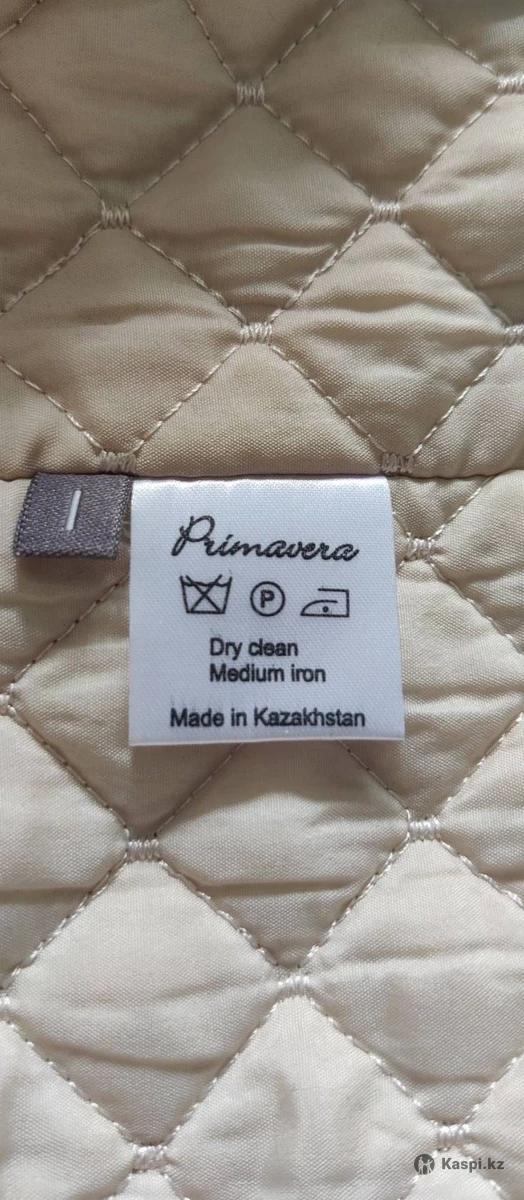 Primavera
P
Dry clean
Medium iron
Made in Kazakhstan
Kaspi.kz